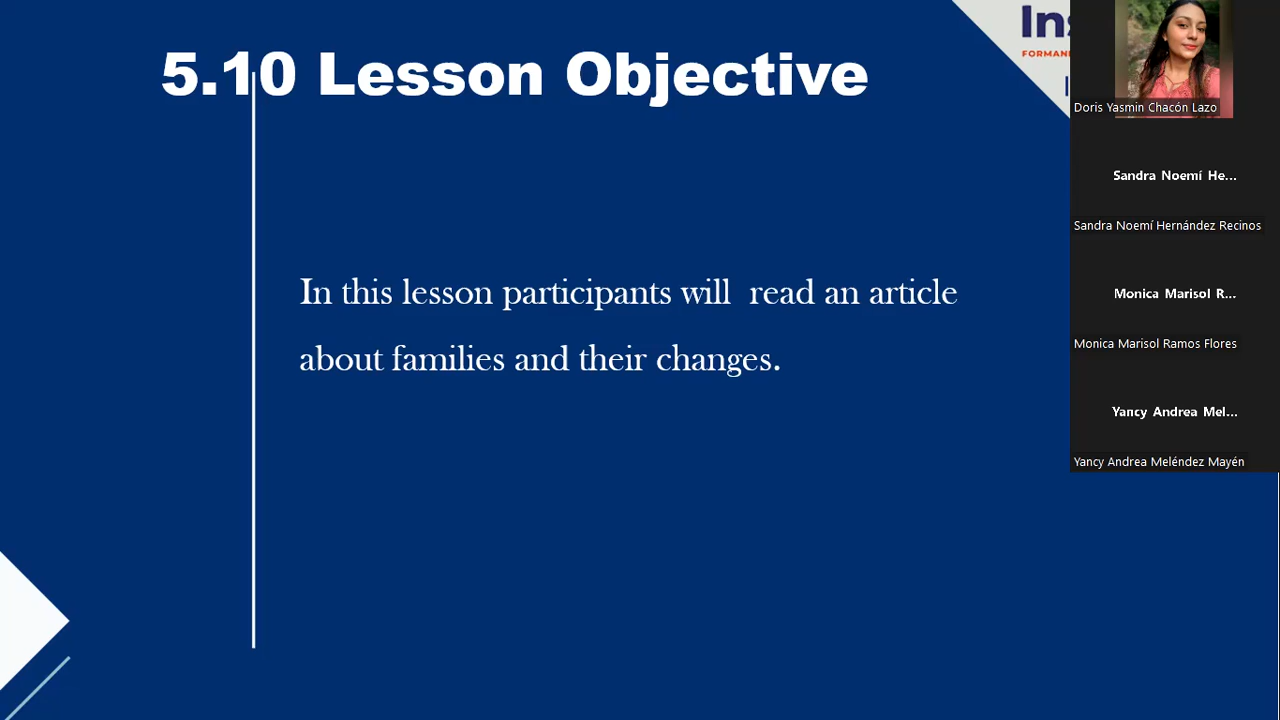 5.10 Lesson Objective
In this lesson participants will read an article
about families and their changes.
Doris Yasmin Chacón Lazo
Sandra Noemí He...
Sandra Noemí Hernández Recinos
Monica Marisol R...
Monica Marisol Ramos Flores
Yancy Andrea Mel...
Yancy Andrea Meléndez Mayén